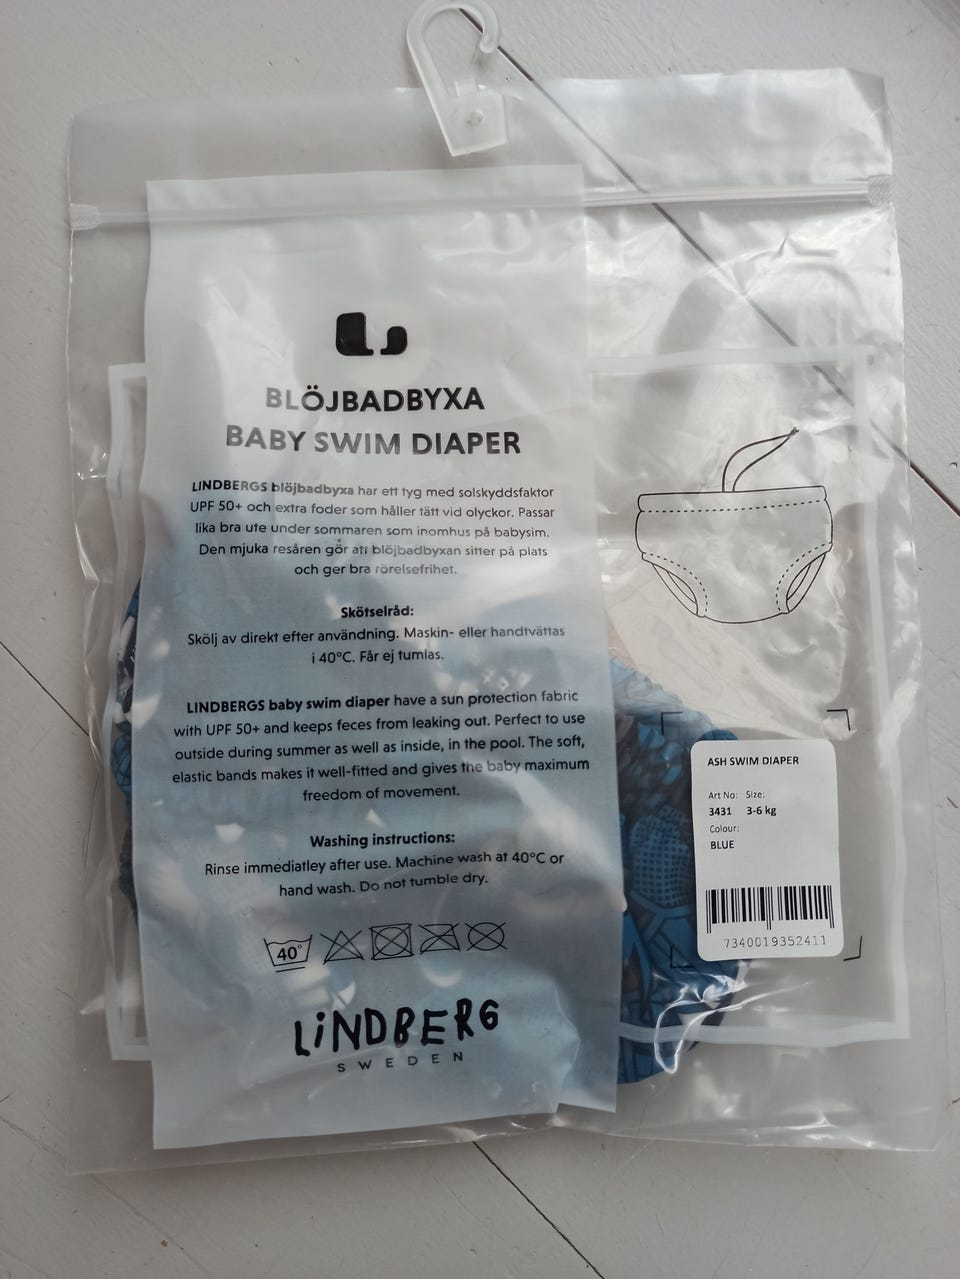 BLÖJBADBYXA
BABY SWIM DIAPER
LINDBERGS blöjbadbyxa har ett tyg med solskyddsfaktor
UPF 50+ och extra foder som håller tätt vid olyckor. Passar
lika bra ute under sommaren som inomhus på babysim.
Den mjuka resåren gör att blöjbadbyxan sitter på plats
och ger bra rörelsefrihet.
Skötselråd:
Skölj av direkt efter användning. Maskin- eller handtvättas
i 40°C. Får ej tumlas.
LINDBERGS baby swim diaper have a sun protection fabric
with UPF 50+ and keeps feces from leaking out. Perfect to use
outside during summer as well as inside, in the pool. The soft,
elastic bands makes it well-fitted and gives the baby maximum
freedom of movement.
Washing instructions:
Rinse immediatley after use. Machine wash at 40°C or
hand wash. Do not tumble dry.
40°
LiNDBERG
SWEDEN
ASH SWIM DIAPER
Art No: Size:
3431 3-6 kg
Colour:
BLUE
7340019352411